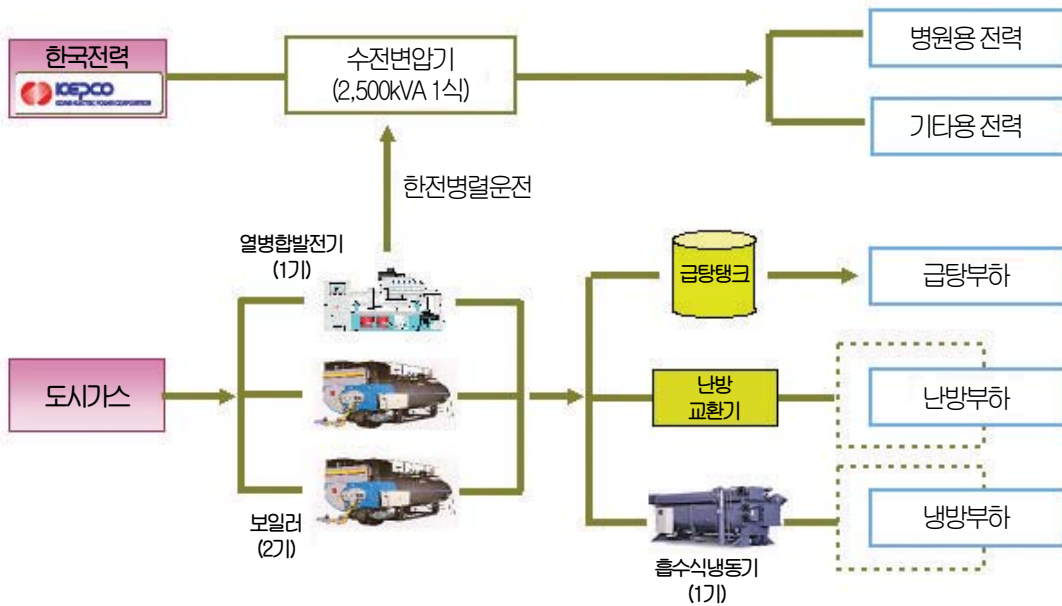 한국전력
KEPCO
KOREA ELECTRIC POWER CORPORATION
수전변압기
(2,500kVA 1식)
병원용 전력
기타용 전력
한전병렬운전
열병합발전기
(1기)
급탕탱크
급탕부하
도시가스
난방
교환기
난방부하
보일러
(2기)
흡수식냉동기
(1기)
냉방부하